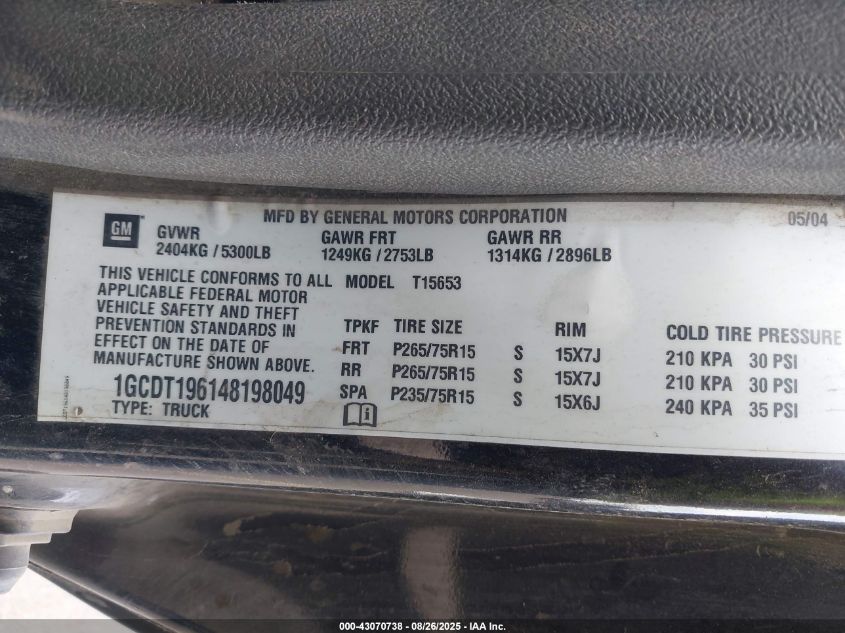 MFD BY GENERAL MOTORS CORPORATION 05/04
GM
GVWR GAWR FRT GAWR RR
2404KG / 5300LB 1249KG / 2753LB 1314KG / 2896LB
THIS VEHICLE CONFORMS TO ALL
APPLICABLE FEDERAL MOTOR
VEHICLE SAFETY AND THEFT
PREVENTION STANDARDS IN
EFFECT ON THE DATE OF
MANUFACTURE SHOWN ABOVE.
1GCDT196148198049
TYPE: TRUCK
MODEL T15653
TPKF TIRE SIZE RIM COLD TIRE PRESSURE
FRT P265/75R15 S 15X7J 210 KPA 30 PSI
RR P265/75R15 S 15X7J 210 KPA 30 PSI
SPA P235/75R15 S 15X6J 240 KPA 35 PSI
000-43070738 - 08/26/2025 - IAA Inc.